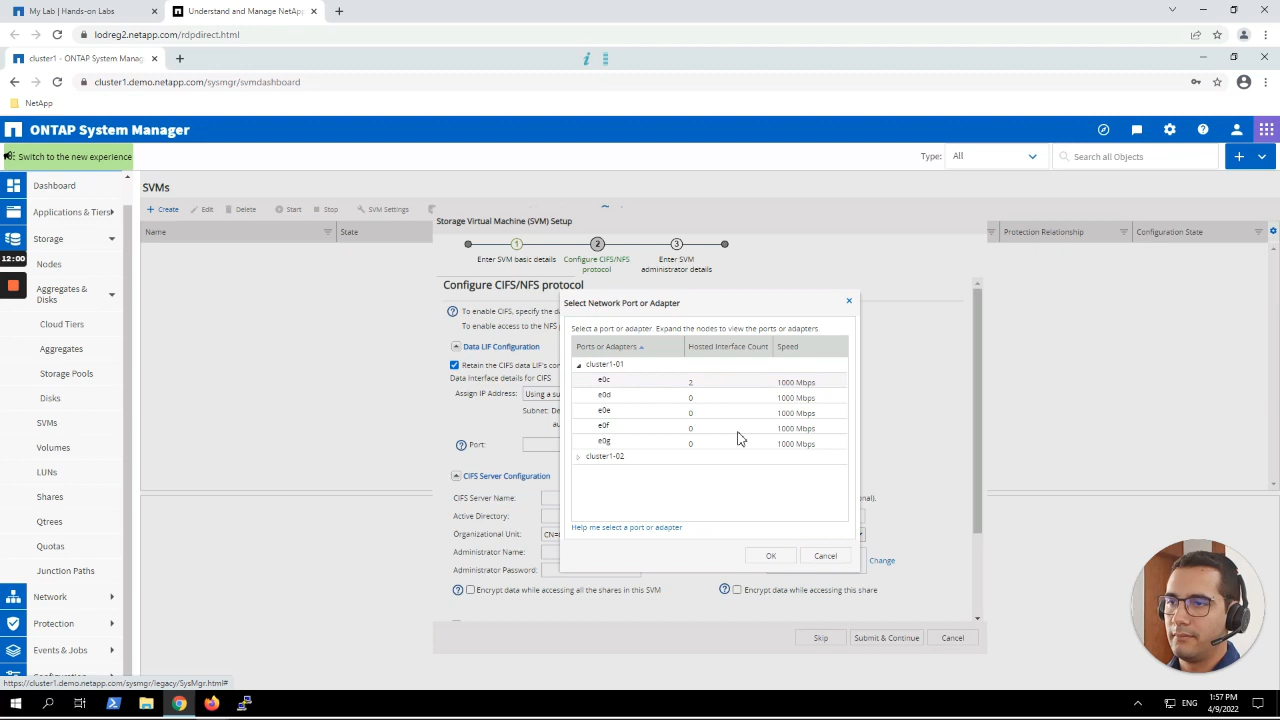 My Lab | Hands-on Labs
Understand and Manage NetApp
lodreg2.netapp.com/rdpdirect.html
cluster1 - ONTAP System Manag
cluster1.demo.netapp.com/sysmgr/svmdashboard
NetApp
ONTAP System Manager
Switch to the new experience
Type: All
Search all Objects
Dashboard
Applications & Tiers
Storage
12:00
Nodes
Aggregates &
Disks
Cloud Tiers
Aggregates
Storage Pools
Disks
SVMs
Volumes
LUNs
Shares
Qtrees
Quotas
Junction Paths
Network
Protection
Events & Jobs
SVMs
Create Edit Delete Start Stop SVM Settings
Name State Protection Relationship Configuration State
Storage Virtual Machine (SVM) Setup
1 2 3
Enter SVM basic details
Configure CIFS/NFS
protocol
Enter SVM
administrator details
Configure CIFS/NFS protocol
To enable CIFS, specify the da
To enable access to the NFS
Data LIF Configuration
Retain the CIFS data LIF's con
Data Interface details for CIFS
Assign IP Address: Using a su
Subnet: De
au
Port:
CIFS Server Configuration
CIFS Server Name:
nal).
Active Directory:
Organizational Unit: CN=
Administrator Name:
Change
Administrator Password:
Encrypt data while accessing all the shares in this SVM
Encrypt data while accessing this share
Skip Submit & Continue Cancel
Select Network Port or Adapter
Select a port or adapter. Expand the nodes to view the ports or adapters.
Ports or Adapters Hosted Interface Count Speed
cluster1-01
e0c 2 1000 Mbps
e0d 0 1000 Mbps
e0e 0 1000 Mbps
e0f 0 1000 Mbps
e0g 0 1000 Mbps
cluster1-02
Help me select a port or adapter
OK Cancel
https://cluster1.demo.netapp.com/sysmgr/legacy/SysMgr.html#
ENG
1:57 PM
4/9/2022